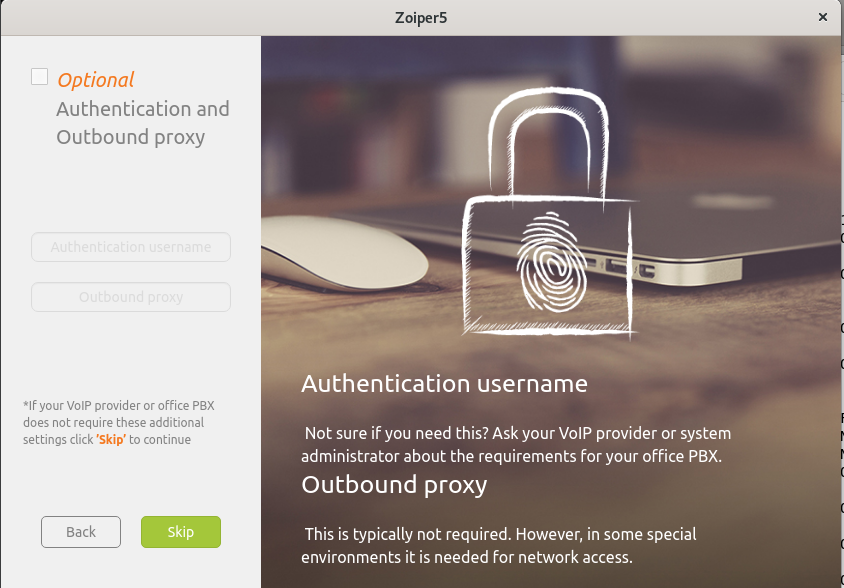 Zoiper5
Optional
Authentication and
Outbound proxy
Authentication username
Outbound proxy
*If your VoIP provider or office PBX
does not require these additional
settings click 'Skip' to continue
Back
Skip
Authentication username
Not sure if you need this? Ask your VoIP provider or system
administrator about the requirements for your office PBX.
Outbound proxy
This is typically not required. However, in some special
environments it is needed for network access.